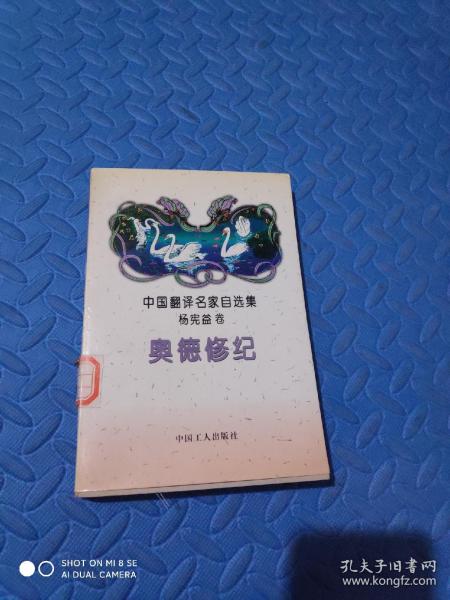 中国翻译名家自选集
杨宪益卷
奥德修纪
中国工人出版社
SHOT ON MI 8 SE
AI DUAL CAMERA
孔夫子旧书网
www.kongfz.com